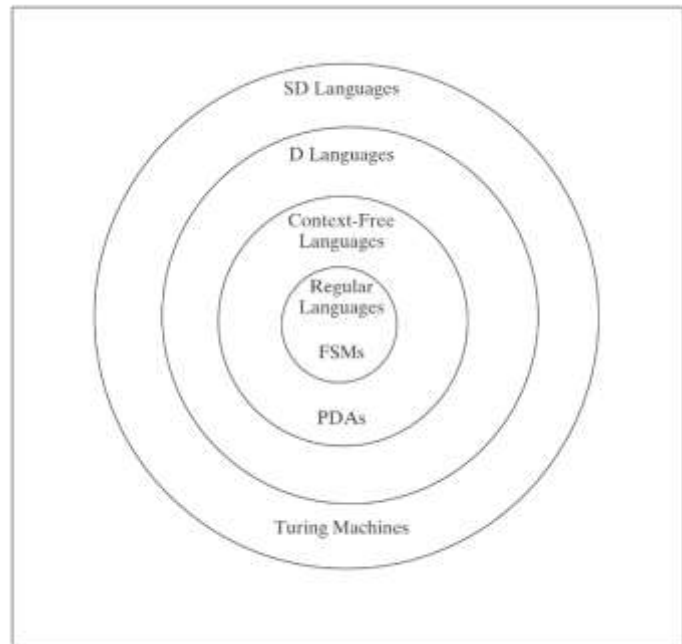 SD Languages
D Languages
Context-Free
Languages
Regular
Languages
FSMs
PDAs
Turing Machines